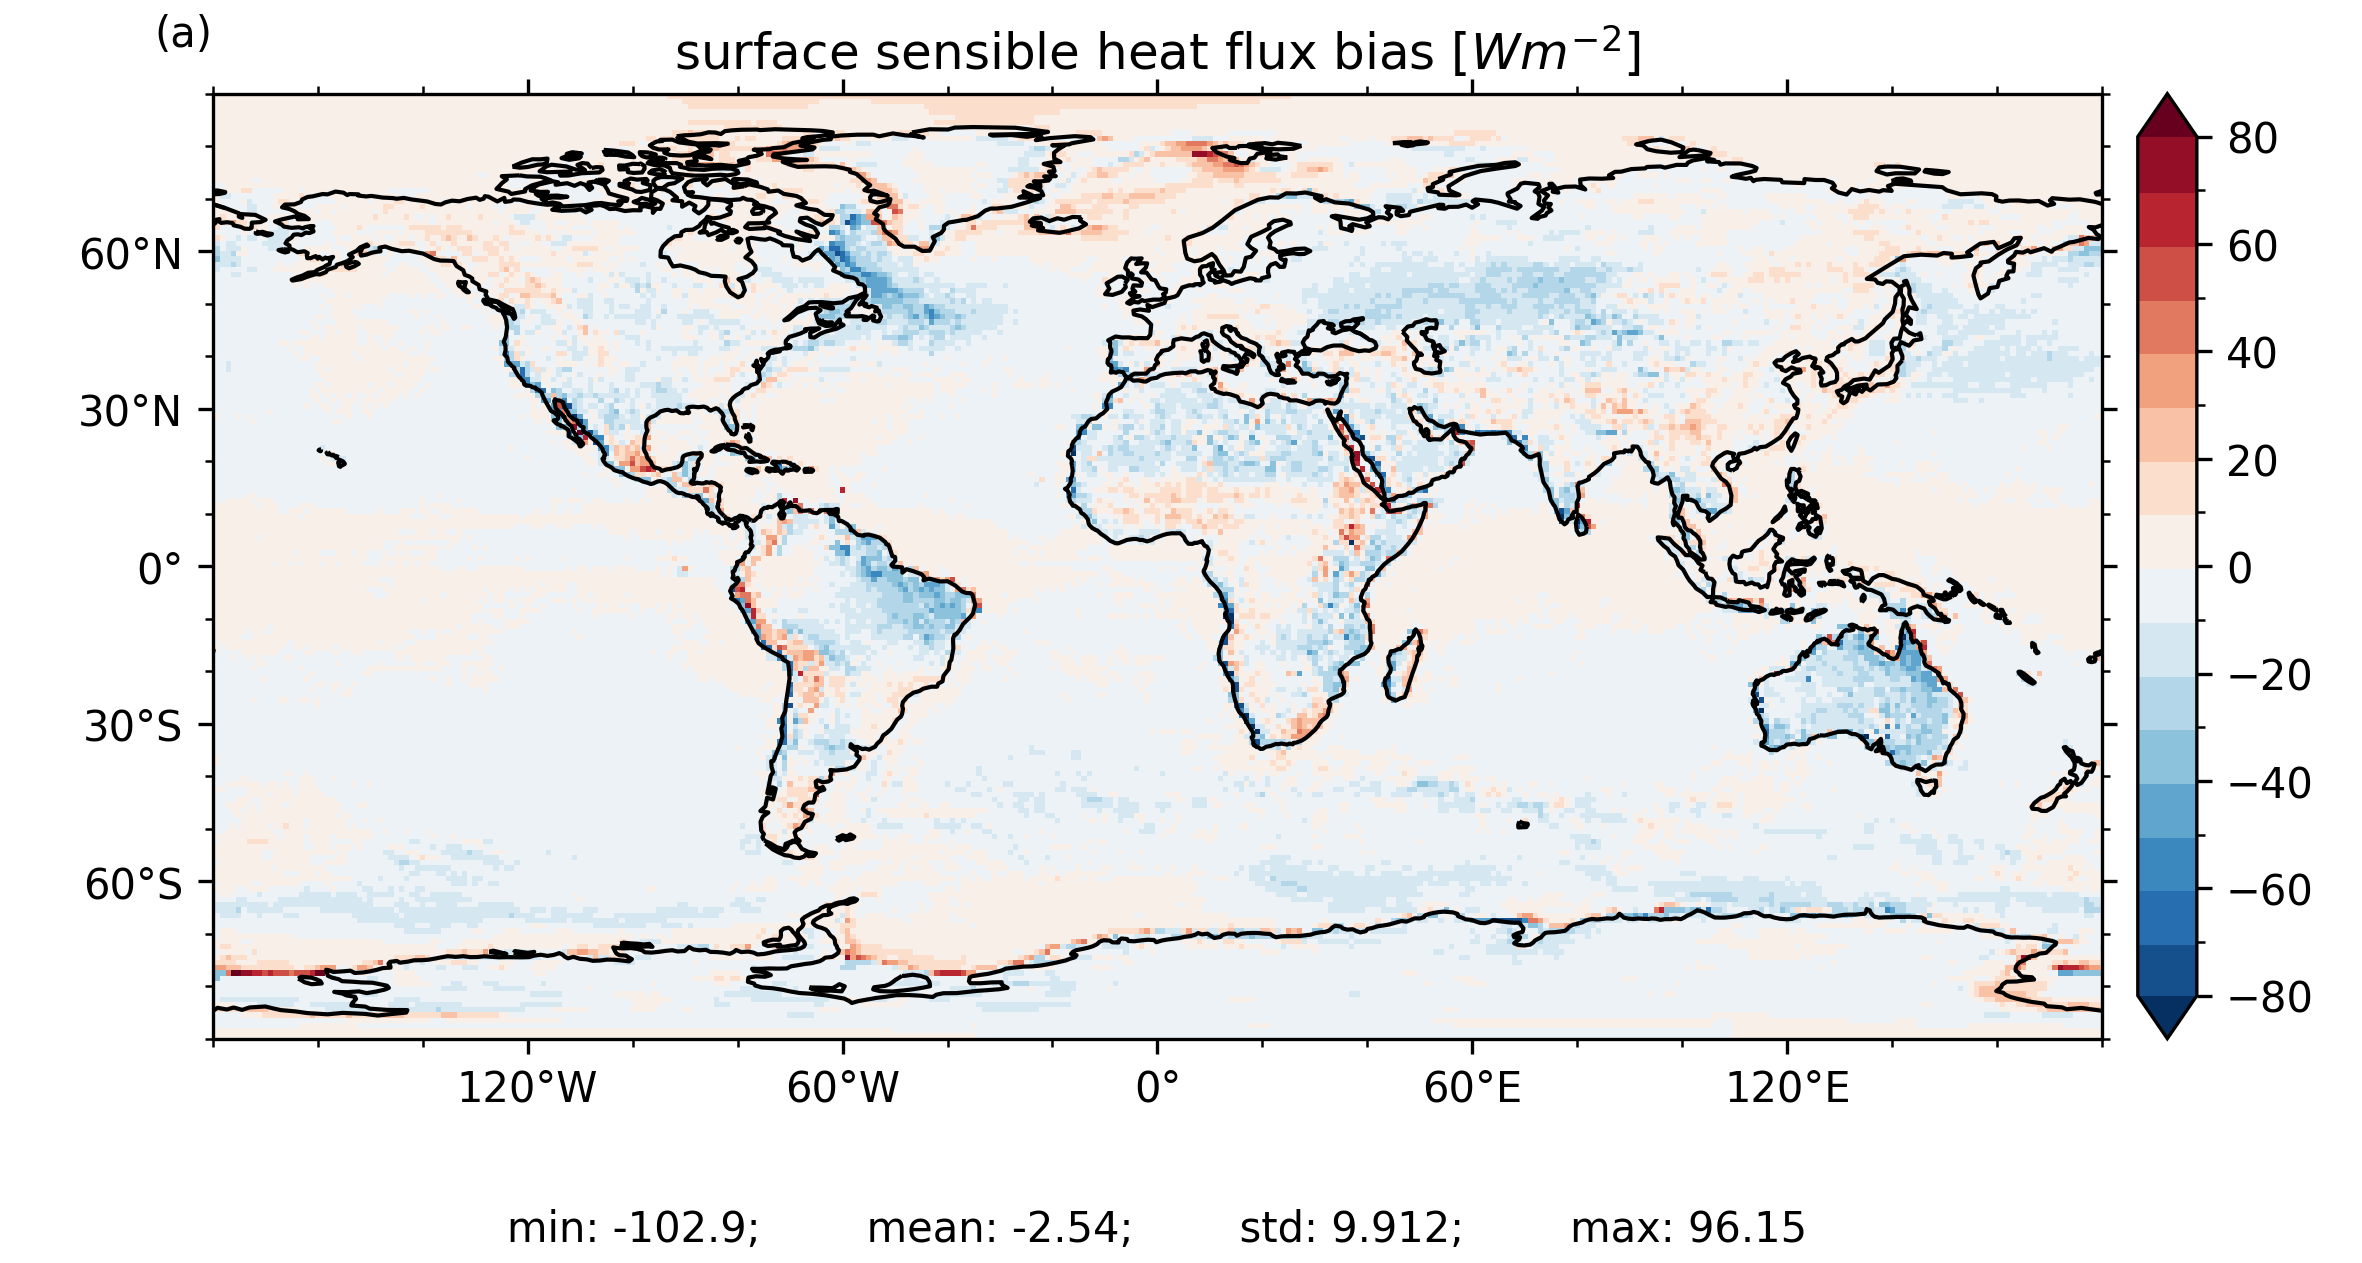 (a)
surface sensible heat flux bias [Wm⁻²]
60°N
30°N
0°
30°S
60°S
120°W 60°W 0° 60°E 120°E
80
60
40
20
0
−20
−40
−60
−80
min: -102.9; mean: -2.54; std: 9.912; max: 96.15